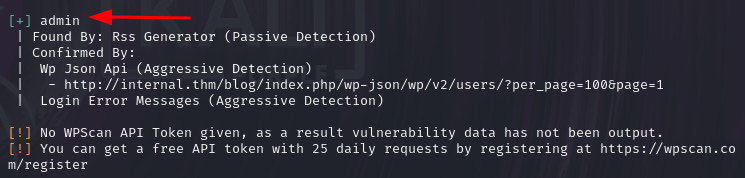 [+] admin
 | Found By: Rss Generator (Passive Detection)
 | Confirmed By:
 |  Wp Json Api (Aggressive Detection)
 |   - http://internal.thm/blog/index.php/wp-json/wp/v2/users/?per_page=100&page=1
 |  Login Error Messages (Aggressive Detection)
[!] No WPScan API Token given, as a result vulnerability data has not been output.
[!] You can get a free API token with 25 daily requests by registering at https://wpscan.co
m/register